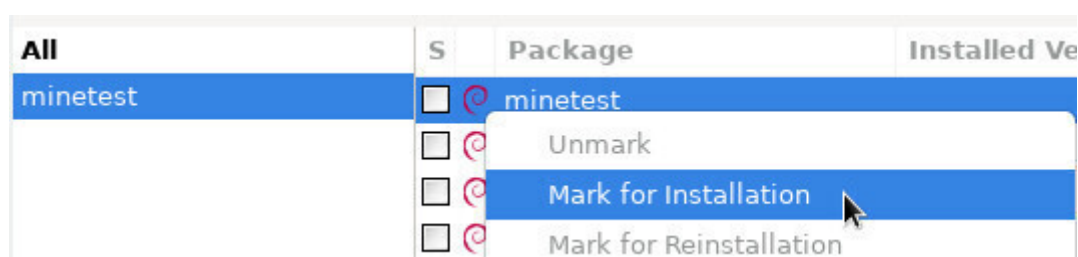 All S Package Installed Ve
minetest minetest
Unmark
Mark for Installation
Mark for Reinstallation